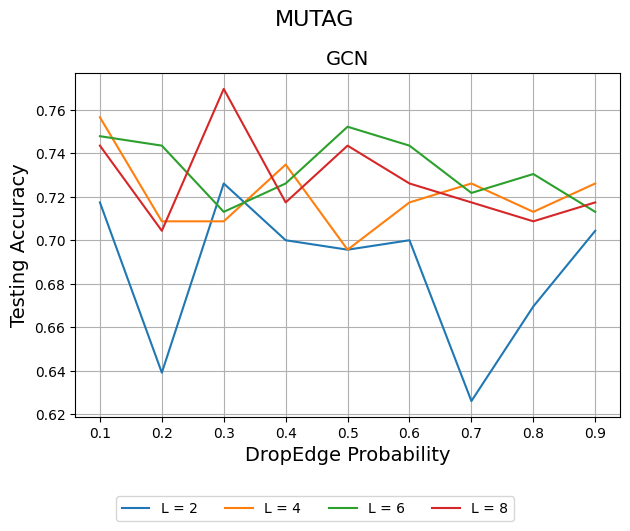 MUTAG
GCN
0.76
0.74
0.72
0.70
0.68
0.66
0.64
0.62
Testing Accuracy
0.1 0.2 0.3 0.4 0.5 0.6 0.7 0.8 0.9
DropEdge Probability
L = 2 L = 4 L = 6 L = 8